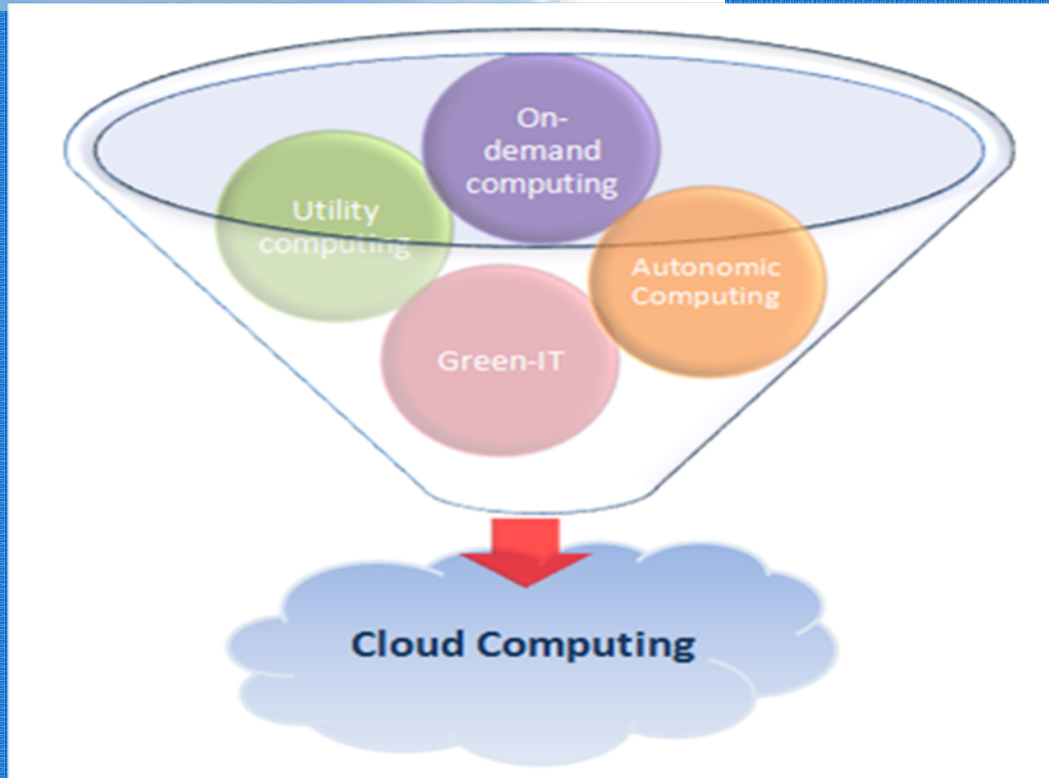 On-
demand
computing
Utility
computing
Autonomic
Computing
Green-IT
Cloud Computing